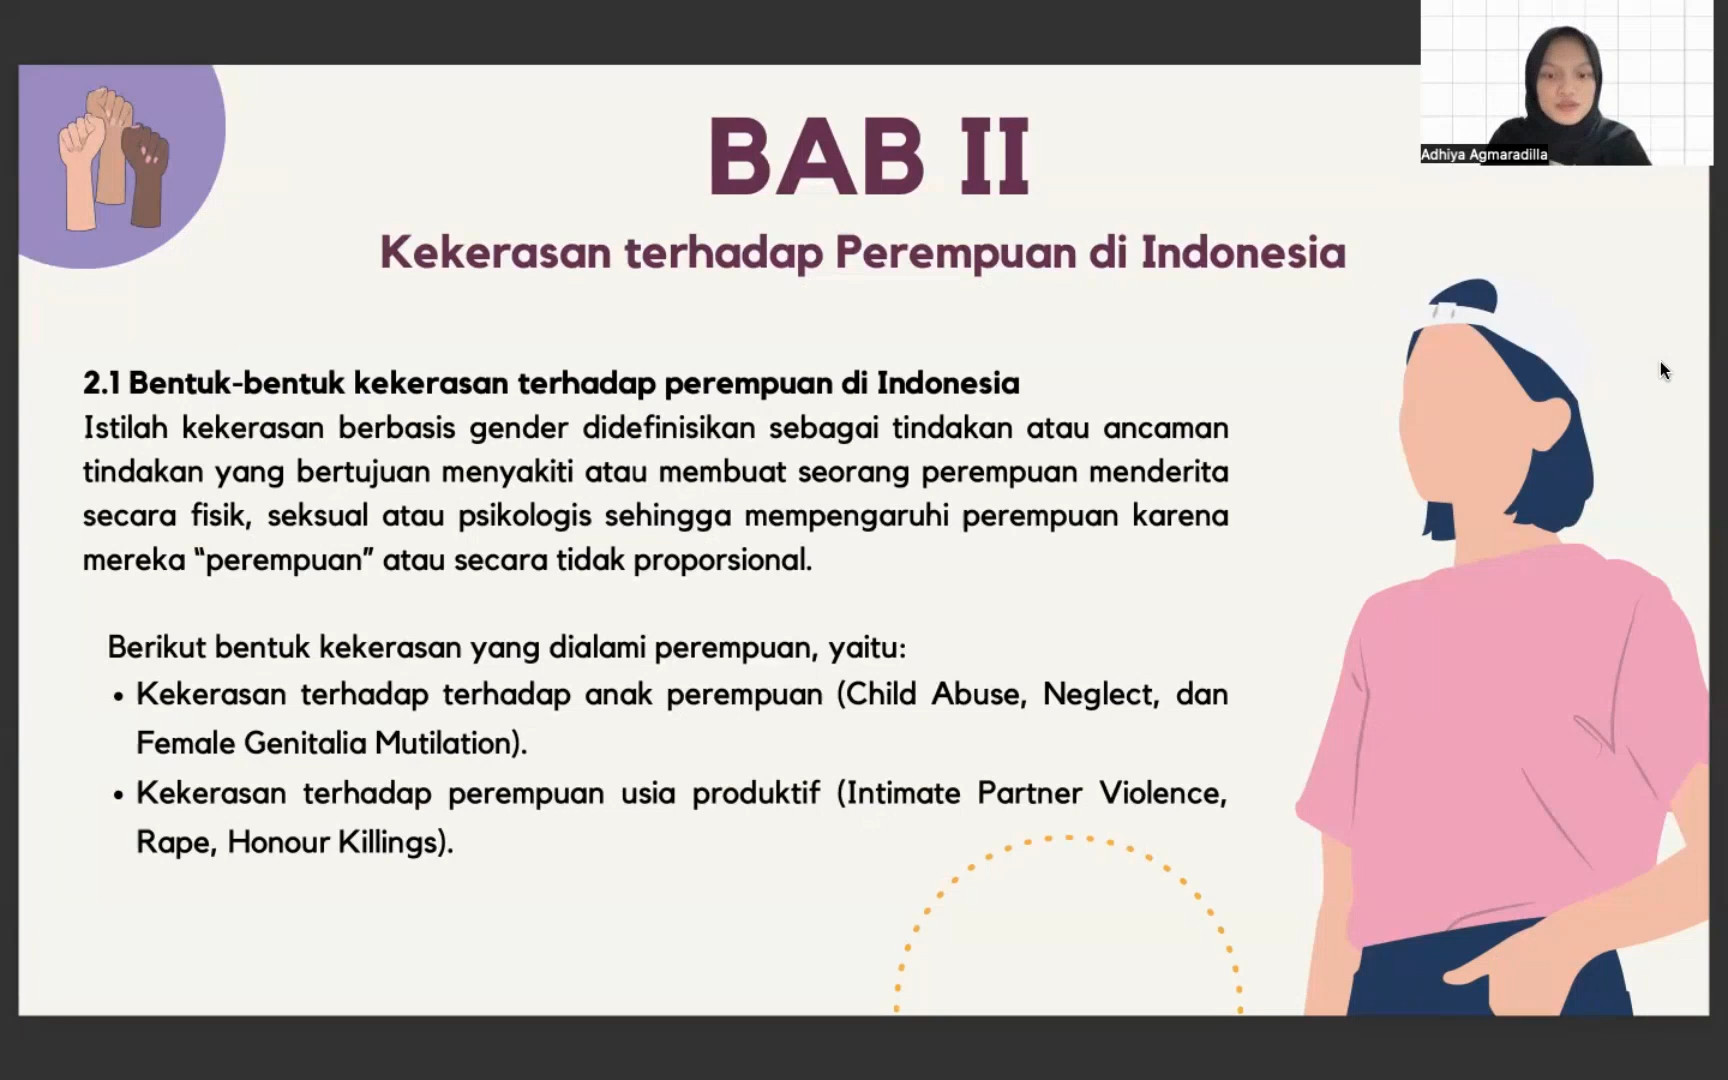 BAB II
Kekerasan terhadap Perempuan di Indonesia
Adhiya Agmaradilla
2.1 Bentuk-bentuk kekerasan terhadap perempuan di Indonesia
Istilah kekerasan berbasis gender didefinisikan sebagai tindakan atau ancaman
tindakan yang bertujuan menyakiti atau membuat seorang perempuan menderita
secara fisik, seksual atau psikologis sehingga mempengaruhi perempuan karena
mereka “perempuan” atau secara tidak proporsional.
Berikut bentuk kekerasan yang dialami perempuan, yaitu:
• Kekerasan terhadap terhadap anak perempuan (Child Abuse, Neglect, dan
Female Genitalia Mutilation).
• Kekerasan terhadap perempuan usia produktif (Intimate Partner Violence,
Rape, Honour Killings).